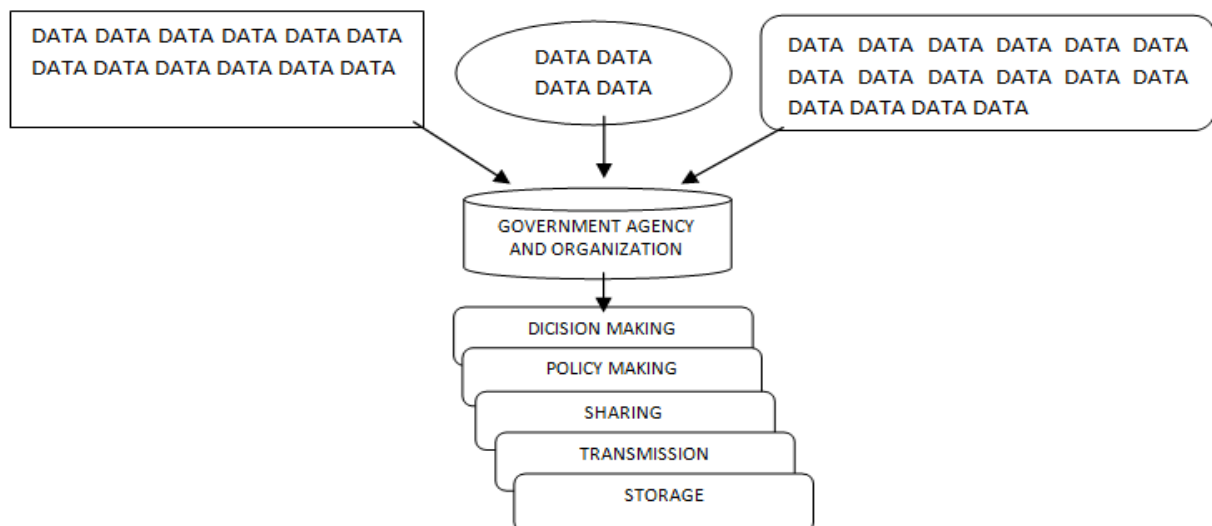 DATA DATA DATA DATA DATA DATA
DATA DATA DATA DATA DATA DATA
DATA DATA
DATA DATA
DATA DATA DATA DATA DATA DATA
DATA DATA DATA DATA DATA DATA
DATA DATA DATA DATA
GOVERNMENT AGENCY
AND ORGANIZATION
DICISION MAKING
POLICY MAKING
SHARING
TRANSMISSION
STORAGE